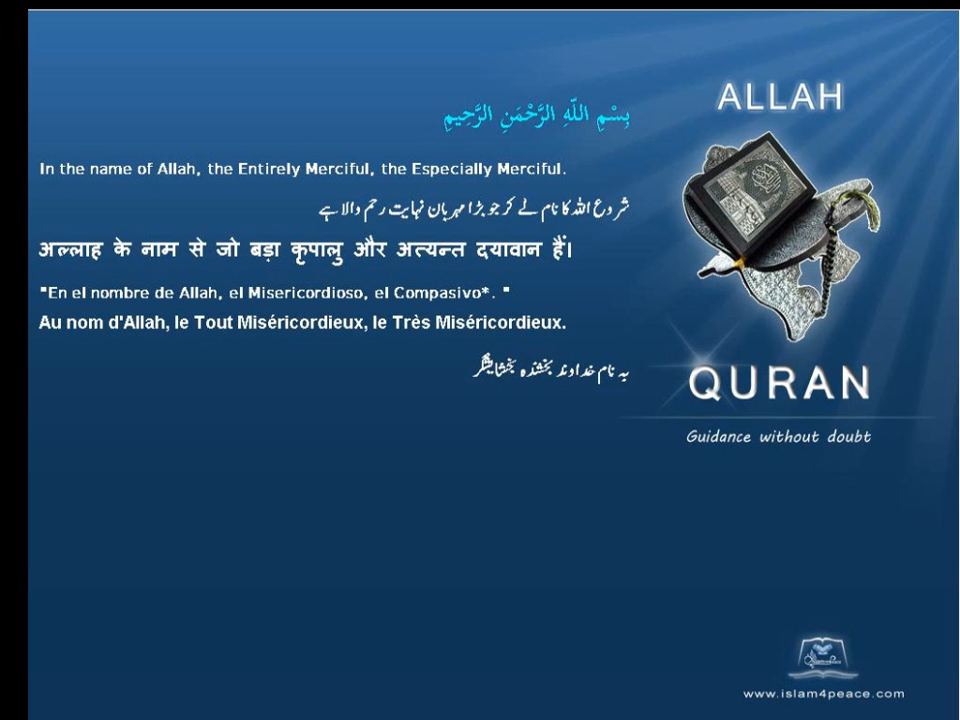 بِسْمِ اللَّهِ الرَّحْمَنِ الرَّحِيمِ
In the name of Allah, the Entirely Merciful, the Especially Merciful.
شروع الله کا نام لے کر جو بڑا مہربان نہایت رحم والا ہے
अल्लाह के नाम से जो बड़ा कृपालु और अत्यन्त दयावान हैं।
"En el nombre de Allah, el Misericordioso, el Compasivo*. "
Au nom d'Allah, le Tout Miséricordieux, le Très Miséricordieux.
به نام خداوند بخشنده بخشایشگر
ALLAH
QURAN
Guidance without doubt
www.islam4peace.com